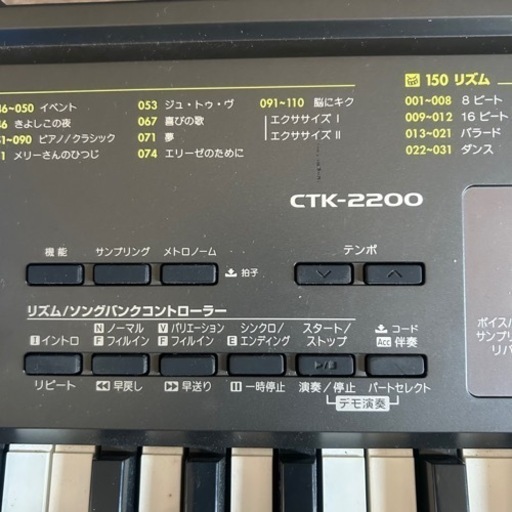 46~050 イベント
46 きよしこの夜
51~090 ピアノ/クラシック
1 メリーさんのひつじ
053 ジュ・トゥ・ヴ
067 喜びの歌
071 夢
074 エリーゼのために
091~110 脳にキク
エクササイズ I
エクササイズ II
150 リズム
001~008 8 ビート
009~012 16 ビート
013~021 バラード
022~031 ダンス
CTK-2200
機能 サンプリング メトロノーム
拍子
テンポ
リズム/ソングバンクコントローラー
I イントロ
N ノーマル
F フィルイン
V バリエーション
F フィルイン
シンクロ/
E エンディング
スタート/
ストップ
コード
Acc 伴奏
リピート 早戻し 早送り 一時停止 演奏/停止 パートセレクト
デモ演奏
ボイスパ
サンプリ
リバ